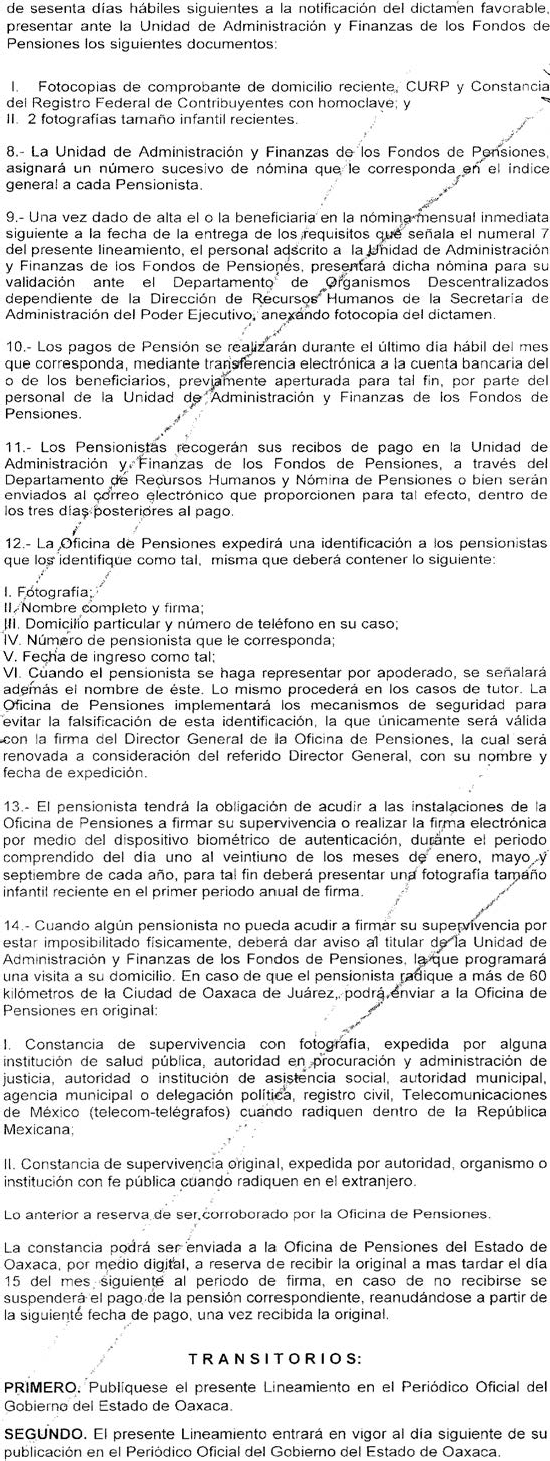 de sesenta días hábiles siguientes a la notificación del dictamen favorable,
presentar ante la Unidad de Administración y Finanzas de los Fondos de
Pensiones los siguientes documentos:
I. Fotocopias de comprobante de domicilio reciente, CURP y Constancia
del Registro Federal de Contribuyentes con homoclave; y
II. 2 fotografías tamaño infantil recientes.
8.- La Unidad de Administración y Finanzas de los Fondos de Pensiones,
asignará un número sucesivo de nómina que le corresponda en el índice
general a cada Pensionista.
9.- Una vez dado de alta el o la beneficiaria en la nómina mensual inmediata
siguiente a la fecha de la entrega de los requisitos que señala el numeral 7
del presente lineamiento, el personal adscrito a la Unidad de Administración
y Finanzas de los Fondos de Pensiones, presentará dicha nómina para su
validación ante el Departamento de Organismos Descentralizados
dependiente de la Dirección de Recursos Humanos de la Secretaría de
Administración del Poder Ejecutivo, anexando fotocopia del dictamen.
10.- Los pagos de Pensión se realizarán durante el último día hábil del mes
que corresponda, mediante transferencia electrónica a la cuenta bancaria del
o de los beneficiarios, previamente aperturada para tal fin, por parte del
personal de la Unidad de Administración y Finanzas de los Fondos de
Pensiones.
11.- Los Pensionistas recogerán sus recibos de pago en la Unidad de
Administración y Finanzas de los Fondos de Pensiones, a través del
Departamento de Recursos Humanos y Nómina de Pensiones o bien serán
enviados al correo electrónico que proporcionen para tal efecto, dentro de
los tres días posteriores al pago.
12.- La Oficina de Pensiones expedirá una identificación a los pensionistas
que los identifique como tal, misma que deberá contener lo siguiente:
I. Fotografía;
II. Nombre completo y firma;
III. Domicilio particular y número de teléfono en su caso;
IV. Número de pensionista que le corresponda;
V. Fecha de ingreso como tal;
VI. Cuando el pensionista se haga representar por apoderado, se señalará
además el nombre de éste. Lo mismo procederá en los casos de tutor. La
Oficina de Pensiones implementará los mecanismos de seguridad para
evitar la falsificación de esta identificación, la que únicamente será válida
con la firma del Director General de la Oficina de Pensiones, la cual será
renovada a consideración del referido Director General, con su nombre y
fecha de expedición.
13.- El pensionista tendrá la obligación de acudir a las instalaciones de la
Oficina de Pensiones a firmar su supervivencia o realizar la firma electrónica
por medio del dispositivo biométrico de autenticación, durante el periodo
comprendido del día uno al veintiuno de los meses de enero, mayo y
septiembre de cada año, para tal fin deberá presentar una fotografía tamaño
infantil reciente en el primer periodo anual de firma.
14.- Cuando algún pensionista no pueda acudir a firmar su supervivencia por
estar imposibilitado físicamente, deberá dar aviso al titular de la Unidad de
Administración y Finanzas de los Fondos de Pensiones, la que programará
una visita a su domicilio. En caso de que el pensionista radique a más de 60
kilómetros de la Ciudad de Oaxaca de Juárez, podrá enviar a la Oficina de
Pensiones en original:
I. Constancia de supervivencia con fotografía, expedida por alguna
institución de salud pública, autoridad en procuración y administración de
justicia, autoridad o institución de asistencia social, autoridad municipal,
agencia municipal o delegación política, registro civil, Telecomunicaciones
de México (telecom-telégrafos) cuando radiquen dentro de la República
Mexicana;
II. Constancia de supervivencia original, expedida por autoridad, organismo o
institución con fe pública cuando radiquen en el extranjero.
Lo anterior a reserva de ser corroborado por la Oficina de Pensiones.
La constancia podrá ser enviada a la Oficina de Pensiones del Estado de
Oaxaca, por medio digital, a reserva de recibir la original a mas tardar el día
15 del mes siguiente al periodo de firma, en caso de no recibirse se
suspenderá el pago de la pensión correspondiente, reanudándose a partir de
la siguiente fecha de pago, una vez recibida la original.
TRANSITORIOS:
PRIMERO. Publíquese el presente Lineamiento en el Periódico Oficial del
Gobierno del Estado de Oaxaca.
SEGUNDO. El presente Lineamiento entrará en vigor al día siguiente de su
publicación en el Periódico Oficial del Gobierno del Estado de Oaxaca.